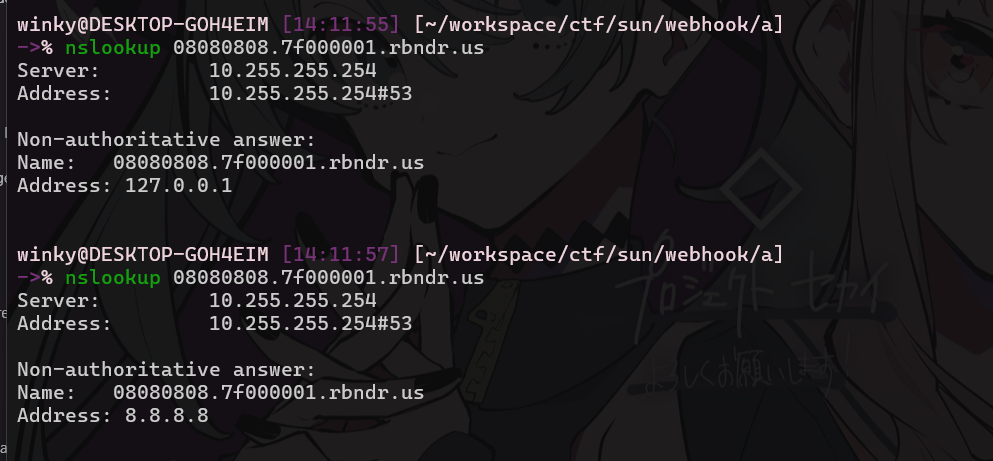 winky@DESKTOP-GOH4EIM [14:11:55] [~/workspace/ctf/sun/webhook/a]
->% nslookup 08080808.7f000001.rbndr.us
Server:         10.255.255.254
Address:        10.255.255.254#53
Non-authoritative answer:
Name:   08080808.7f000001.rbndr.us
Address: 127.0.0.1
winky@DESKTOP-GOH4EIM [14:11:57] [~/workspace/ctf/sun/webhook/a]
->% nslookup 08080808.7f000001.rbndr.us
Server:         10.255.255.254
Address:        10.255.255.254#53
プロジェクト セカイ
よろしくお願いします!
Non-authoritative answer:
Name:   08080808.7f000001.rbndr.us
Address: 8.8.8.8